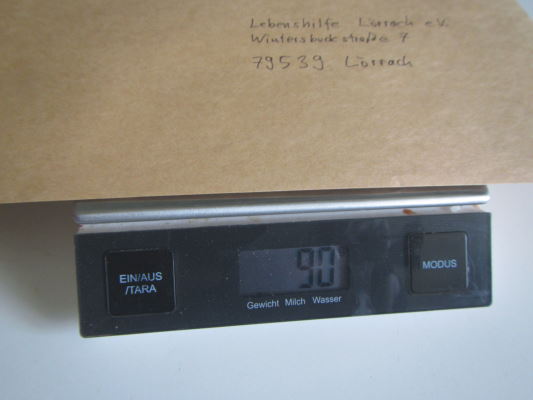 Lebenshilfe Lörrach e.V.
Wintersbuckstraße 7
79539 Lörrach
90
EIN/AUS
/TARA
MODUS
Gewicht Milch Wasser